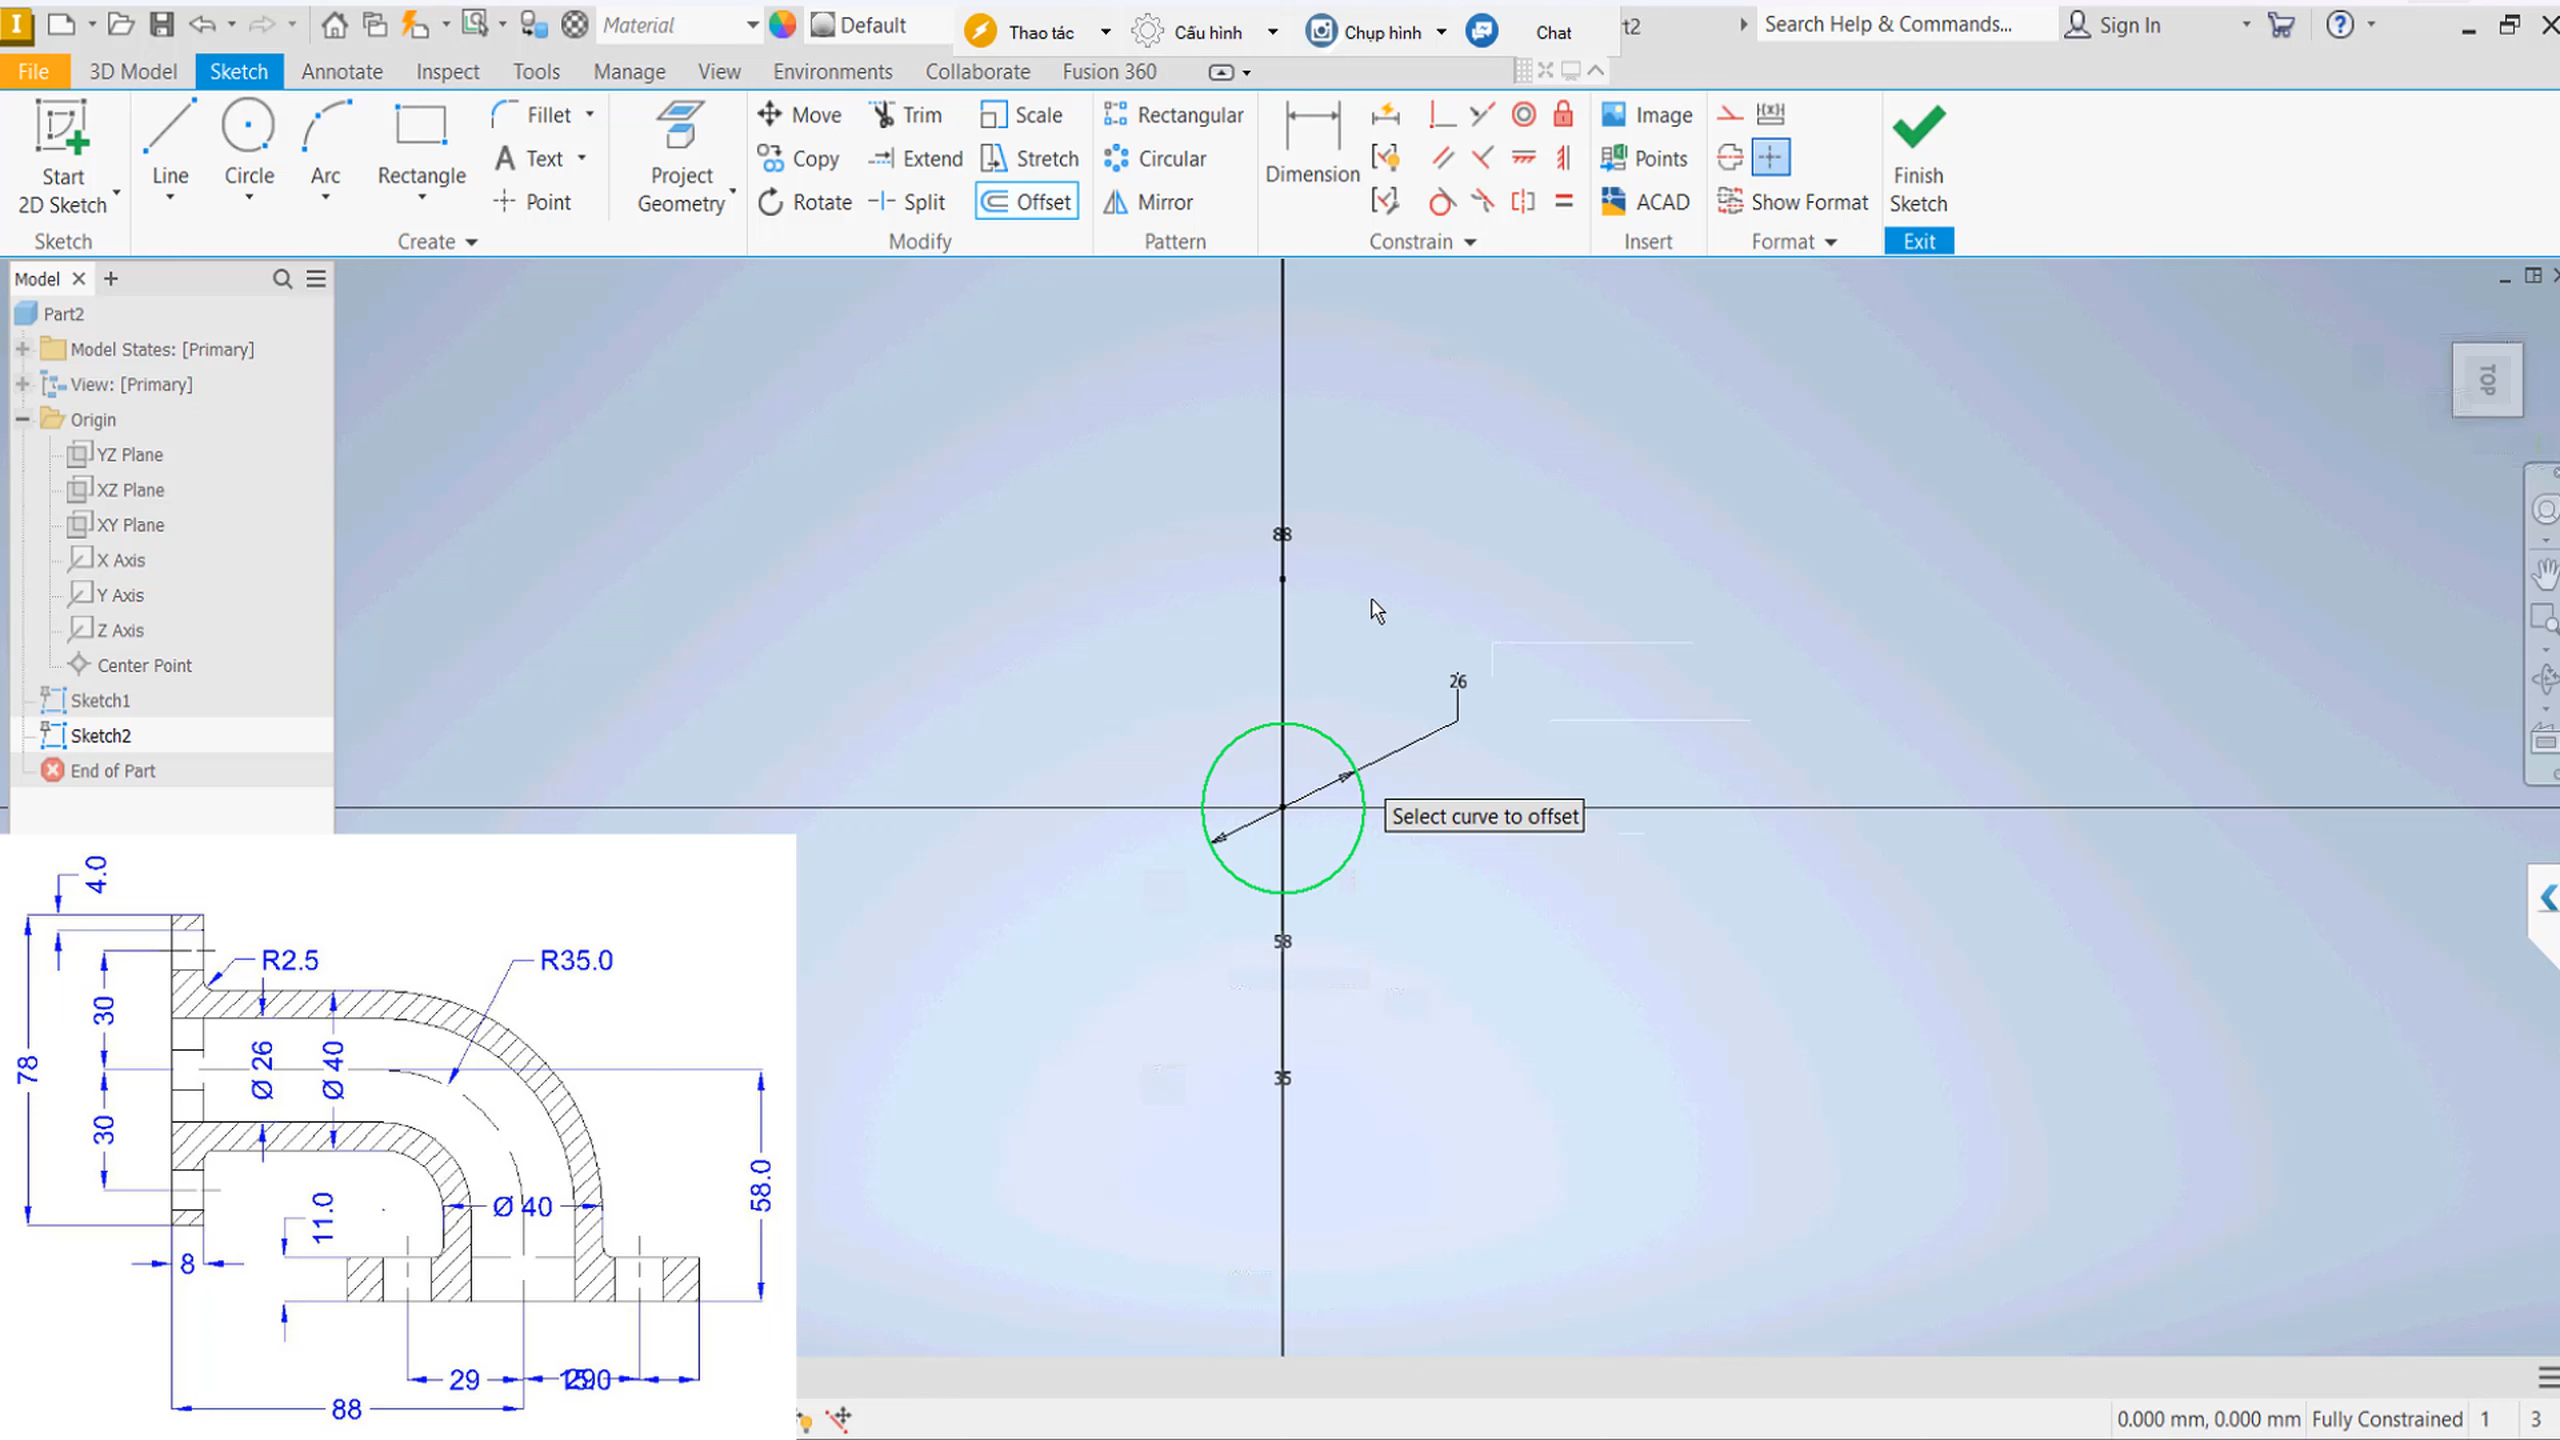 Material
Default
Thao tác
Cấu hình
Chụp hình
Chat
t2
Search Help & Commands...
Sign In
File
3D Model
Sketch
Annotate
Inspect
Tools
Manage
View
Environments
Collaborate
Fusion 360
Start
2D Sketch
Line
Circle
Arc
Rectangle
Fillet
Text
Point
Project
Geometry
Move
Copy
Rotate
Trim
Extend
Split
Scale
Stretch
Offset
Rectangular
Circular
Mirror
Dimension
Image
Points
ACAD
Show Format
Finish
Sketch
Sketch
Create
Modify
Pattern
Constrain
Insert
Format
Exit
Model
Part2
Model States: [Primary]
View: [Primary]
Origin
YZ Plane
XZ Plane
XY Plane
X Axis
Y Axis
Z Axis
Center Point
Sketch1
Sketch2
End of Part
TOP
88
26
Select curve to offset
58
35
4.0
R2.5
R35.0
30
78
Ø 26
Ø 40
30
58.0
11.0
Ø 40
8
29
88
0.000 mm, 0.000 mm
Fully Constrained
1
3